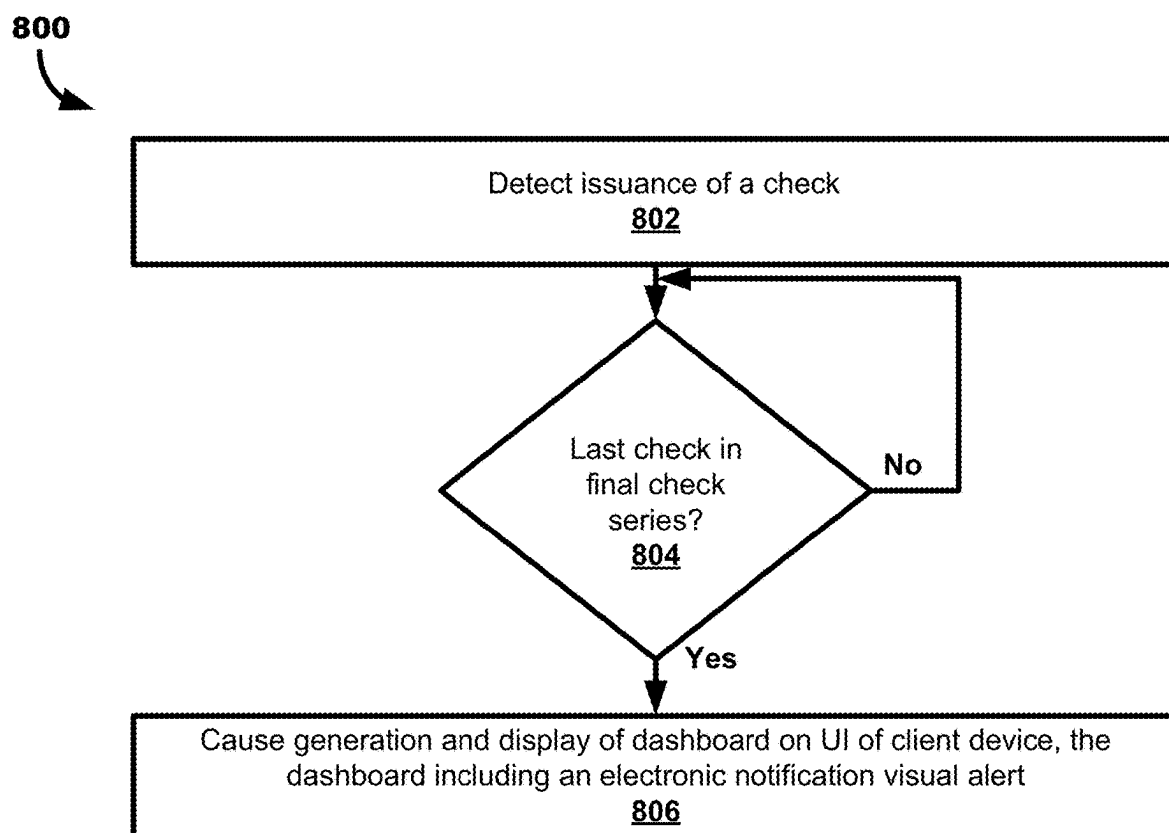 800
Detect issuance of a check
802
Last check in
final check
series?
804
No
Yes
Cause generation and display of dashboard on UI of client device, the
dashboard including an electronic notification visual alert
806